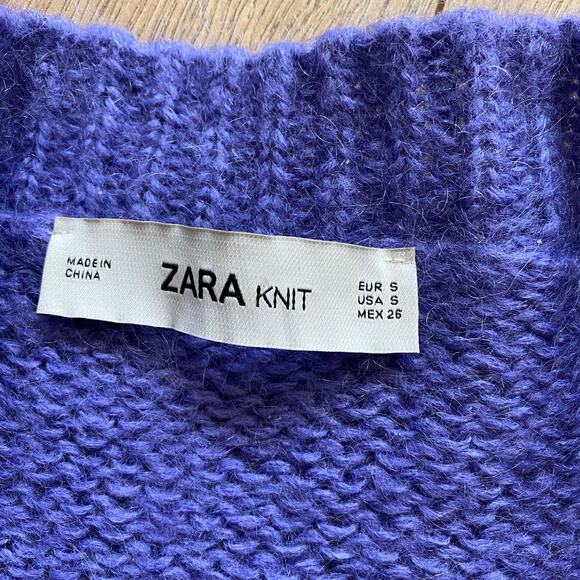 MADE IN
CHINA
ZARA KNIT
EUR S
USA S
MEX 26